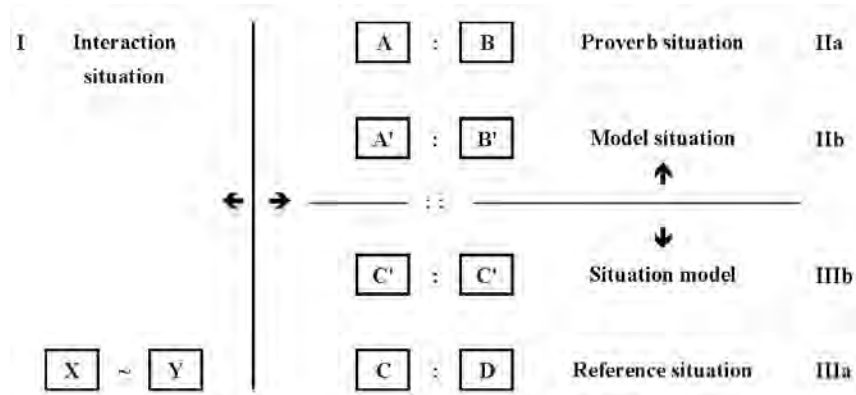 I Interaction situation
A : B Proverb situation IIa
A' : B' Model situation IIb
: :
C' : C' Situation model IIIb
X ~ Y
C : D Reference situation IIIa